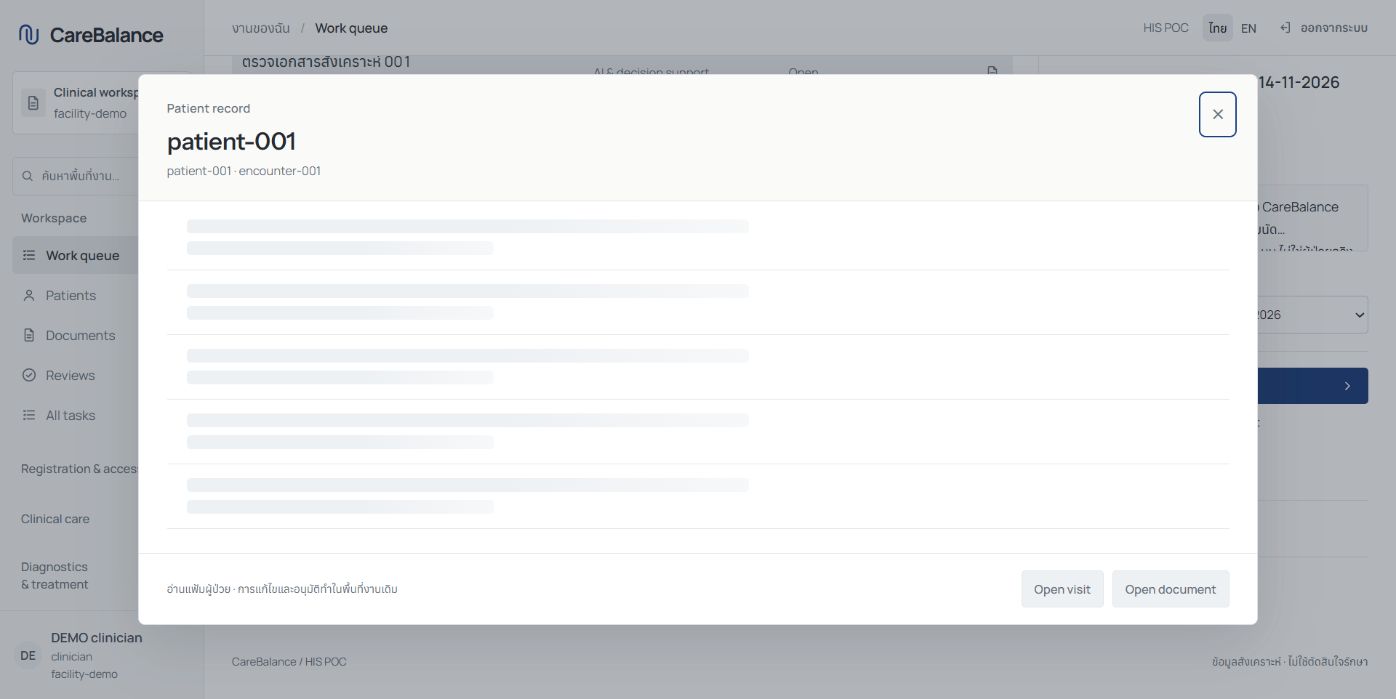 CareBalance
งานของฉัน / Work queue
HIS POC
ไทย
EN
ออกจากระบบ
Clinical worksp
facility-demo
ค้นหาพื้นที่งาน...
Workspace
Work queue
Patients
Documents
Reviews
All tasks
Registration & acces
Clinical care
Diagnostics
& treatment
DE
DEMO clinician
clinician
facility-demo
ตรวจเอกสารสังเคราะห์ 001
AI & decision support
Open
14-11-2026
CareBalance
2026
Patient record
patient-001
patient-001 · encounter-001
อ่านแฟ้มผู้ป่วย · การแก้ไขและอนุมัติทำในพื้นที่งานเดิม
Open visit
Open document
CareBalance / HIS POC
ข้อมูลสังเคราะห์ · ไม่ใช้ตัดสินใจรักษา